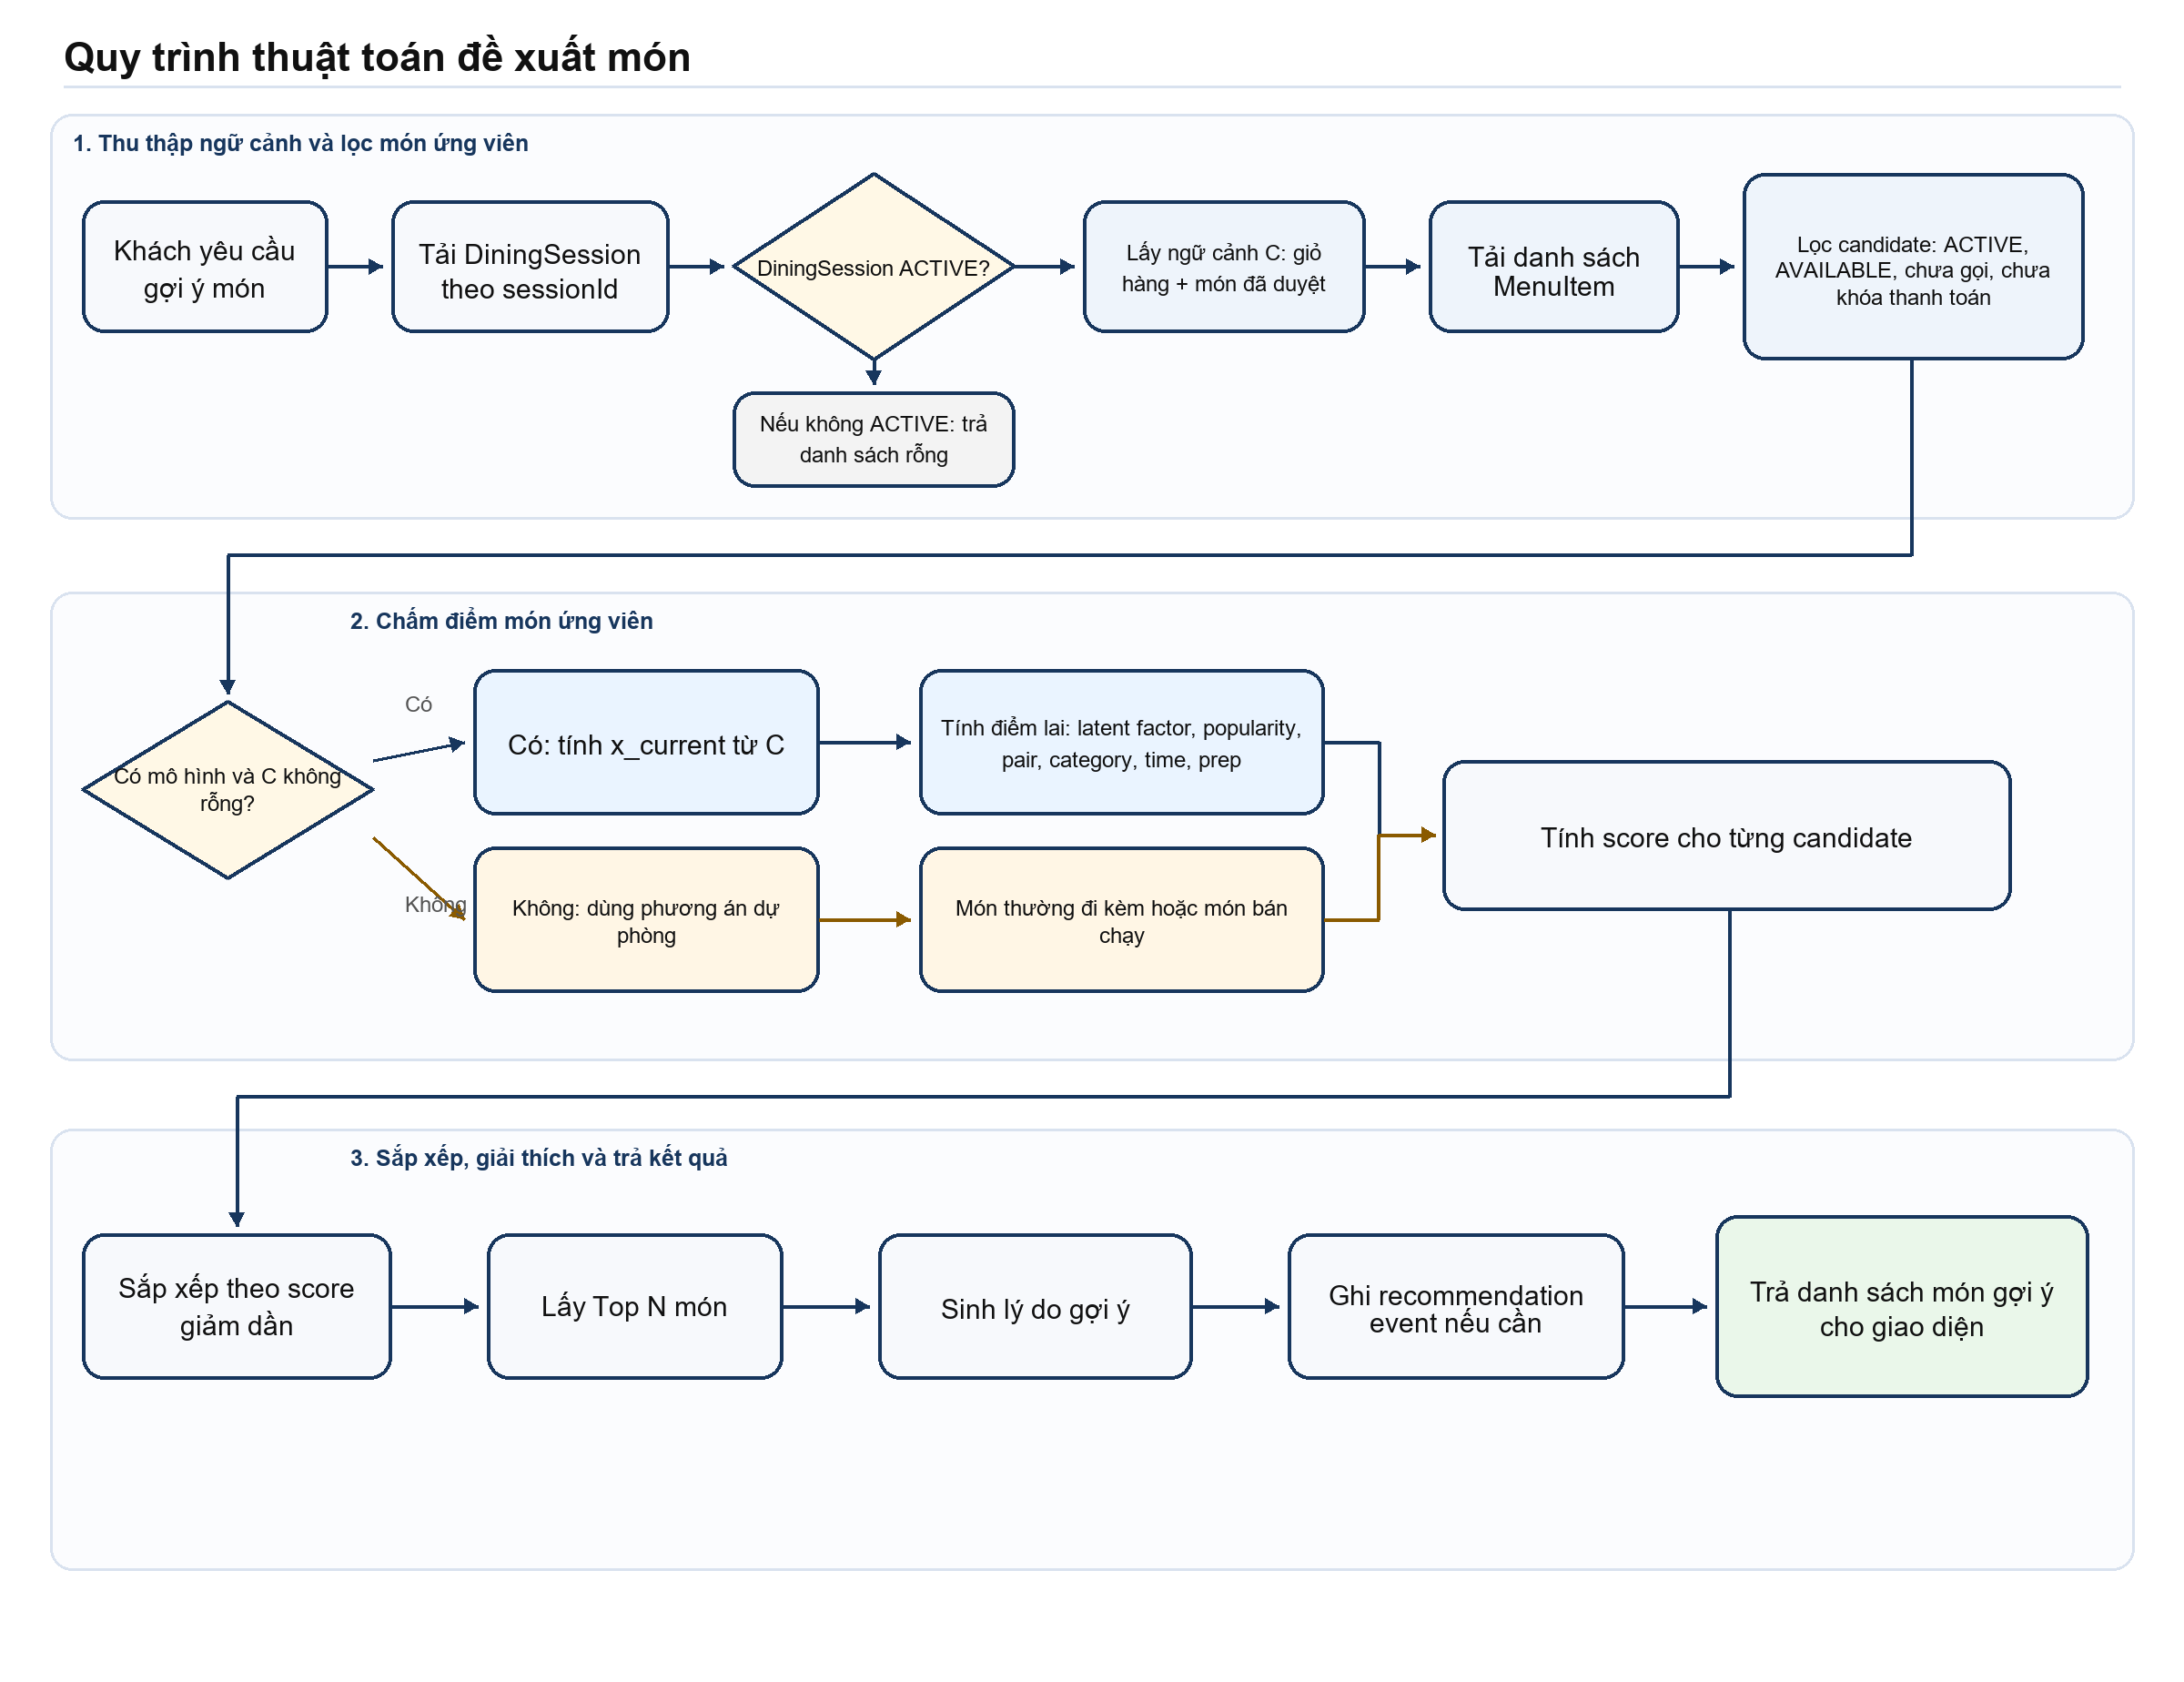 Quy trình thuật toán đề xuất món
1. Thu thập ngữ cảnh và lọc món ứng viên
Khách yêu cầu
gợi ý món
Tải DiningSession
theo sessionId
DiningSession ACTIVE?
Lấy ngữ cảnh C: giỏ
hàng + món đã duyệt
Tải danh sách
MenuItem
Lọc candidate: ACTIVE,
AVAILABLE, chưa gọi, chưa
khóa thanh toán
Nếu không ACTIVE: trả
danh sách rỗng
2. Chấm điểm món ứng viên
Có mô hình và C không
rỗng?
Có
Có: tính x_current từ C
Tính điểm lai: latent factor, popularity,
pair, category, time, prep
Tính score cho từng candidate
Không
Không: dùng phương án dự
phòng
Món thường đi kèm hoặc món bán
chạy
3. Sắp xếp, giải thích và trả kết quả
Sắp xếp theo score
giảm dần
Lấy Top N món
Sinh lý do gợi ý
Ghi recommendation
event nếu cần
Trả danh sách món gợi ý
cho giao diện